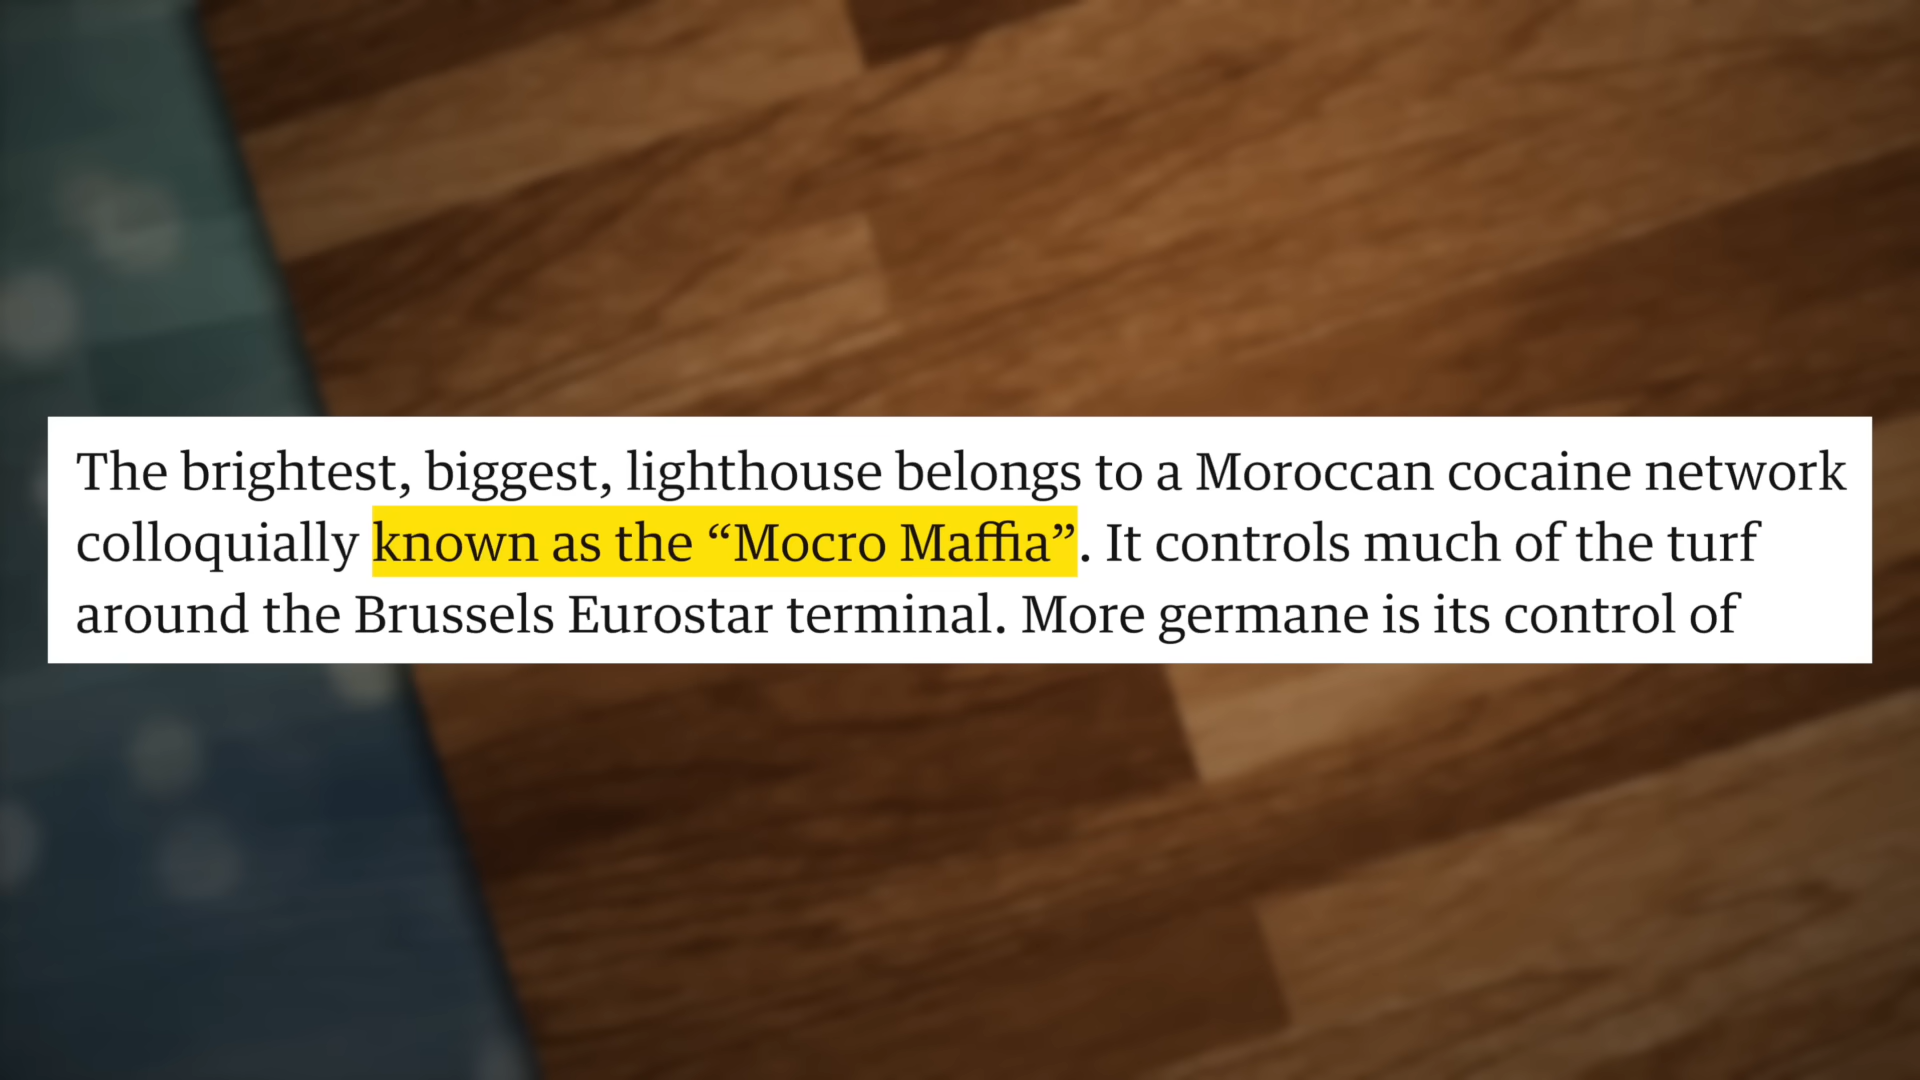 The brightest, biggest, lighthouse belongs to a Moroccan cocaine network
colloquially known as the “Mocro Maffia”. It controls much of the turf
around the Brussels Eurostar terminal. More germane is its control of